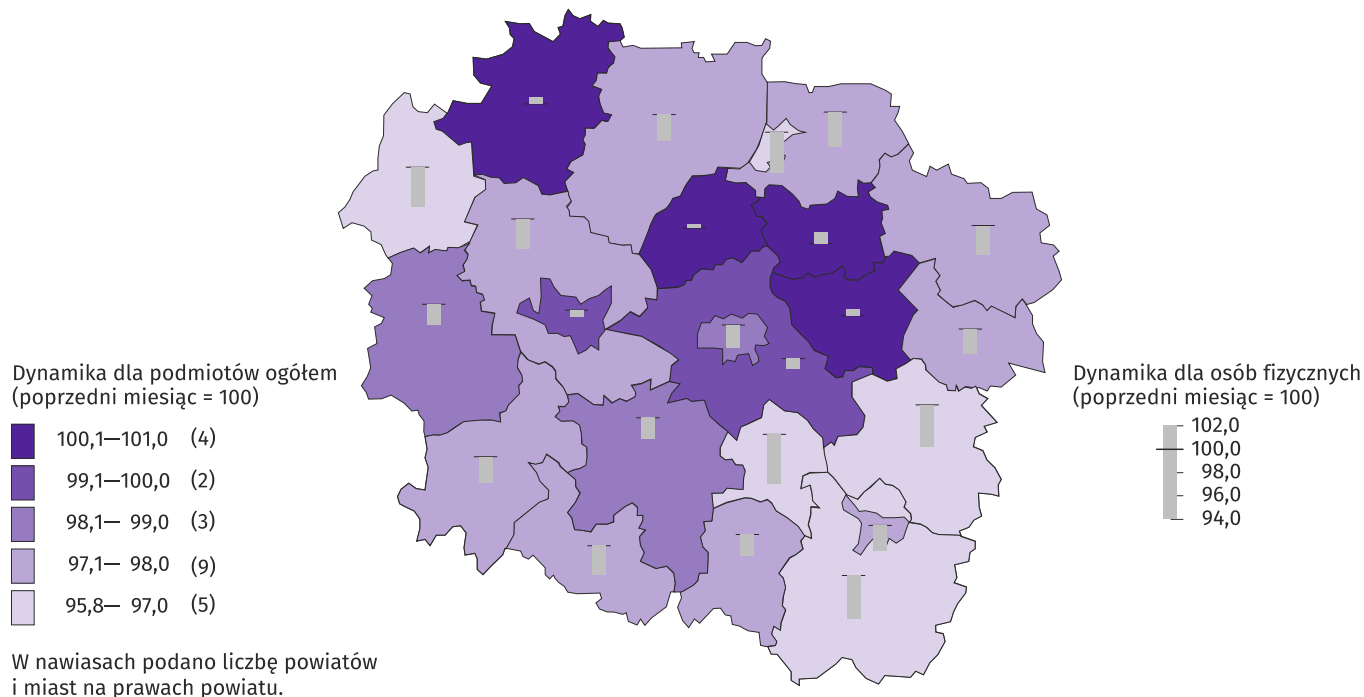 Dynamika dla podmiotów ogółem
(poprzedni miesiąc = 100)
100,1—101,0 (4)
99,1—100,0 (2)
98,1— 99,0 (3)
97,1— 98,0 (9)
95,8— 97,0 (5)
W nawiasach podano liczbę powiatów
i miast na prawach powiatu.
Dynamika dla osób fizycznych
(poprzedni miesiąc = 100)
102,0
100,0
98,0
96,0
94,0